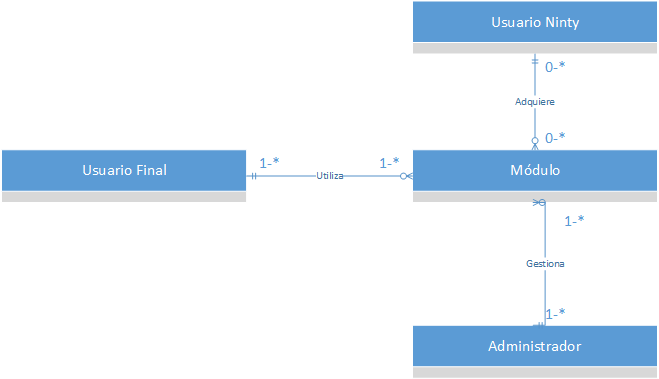 Usuario Ninty
0-*
Adquiere
0-*
Usuario Final
1-*
Utiliza
1-*
Módulo
1-*
Gestiona
1-*
Administrador